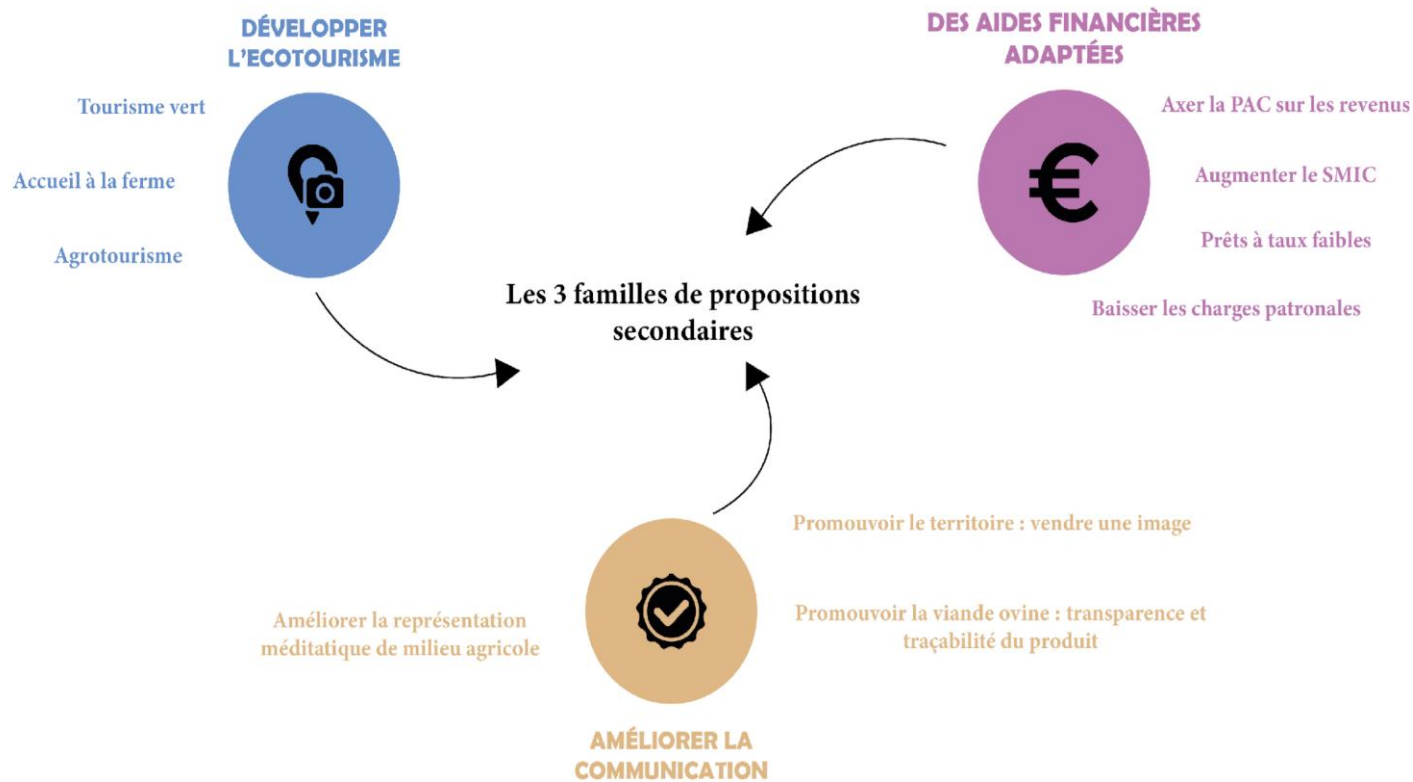 DÉVELOPPER
L'ECOTOURISME
Tourisme vert
Accueil à la ferme
Agrotourisme
DES AIDES FINANCIÈRES
ADAPTÉES
Axer la PAC sur les revenus
Augmenter le SMIC
Prêts à taux faibles
Baisser les charges patronales
Les 3 familles de propositions
secondaires
Promouvoir le territoire : vendre une image
Promouvoir la viande ovine : transparence et
traçabilité du produit
Améliorer la représentation
méditatique de milieu agricole
AMÉLIORER LA
COMMUNICATION